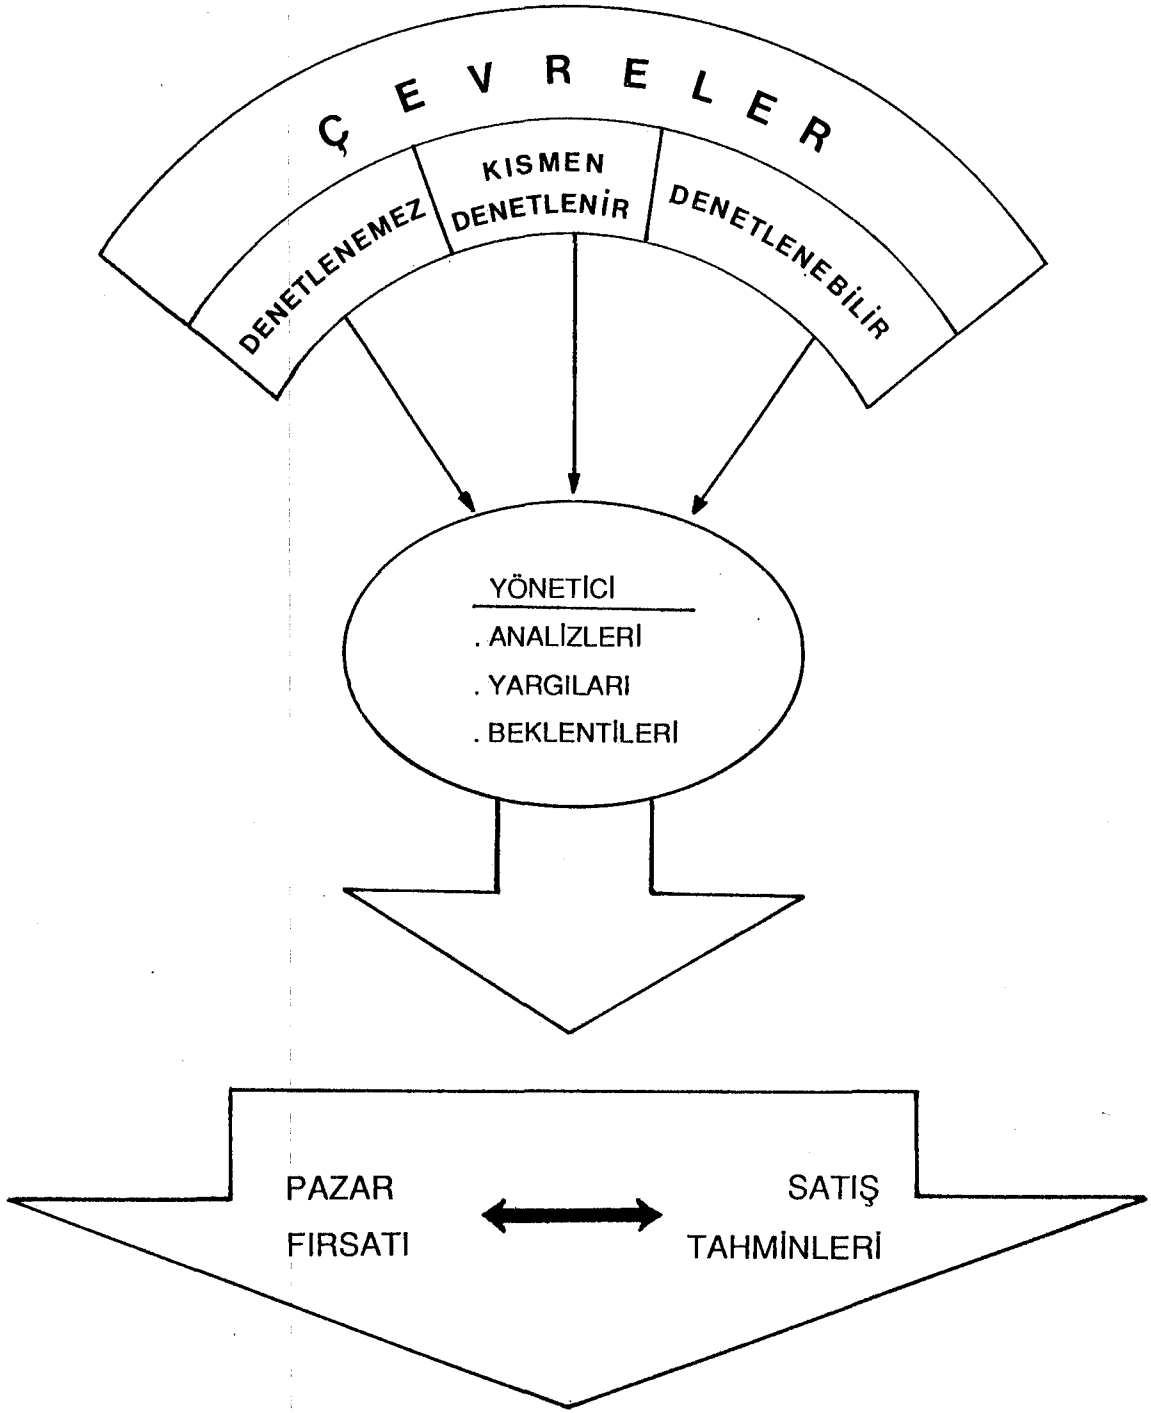 ÇEVRELER
DENETLENEMEZ
KISMEN
DENETLENİR
DENETLENEBİLİR
YÖNETİCİ
. ANALİZLERİ
. YARGILARI
. BEKLENTİLERİ
PAZAR
FIRSATI
SATIŞ
TAHMİNLERİ